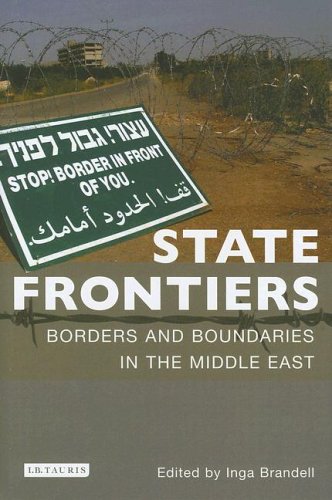 עצור! גבול לפניך
STOP! BORDER IN FRONT
OF YOU.
قف! الحدود أمامك.
STATE
FRONTIERS
BORDERS AND BOUNDARIES
IN THE MIDDLE EAST
I.B.TAURIS
Edited by Inga Brandell